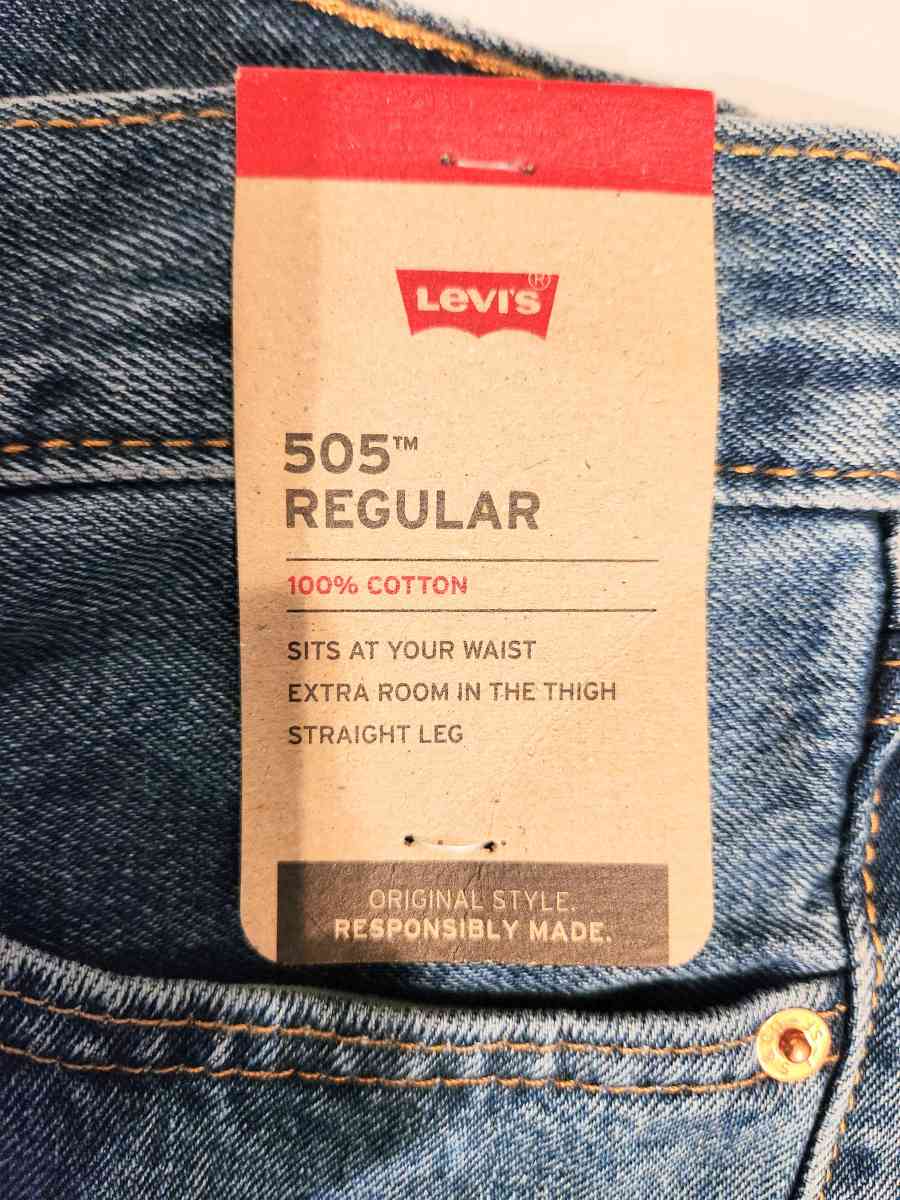 LEVI'S®
505™
REGULAR
100% COTTON
SITS AT YOUR WAIST
EXTRA ROOM IN THE THIGH
STRAIGHT LEG
ORIGINAL STYLE.
RESPONSIBLY MADE.